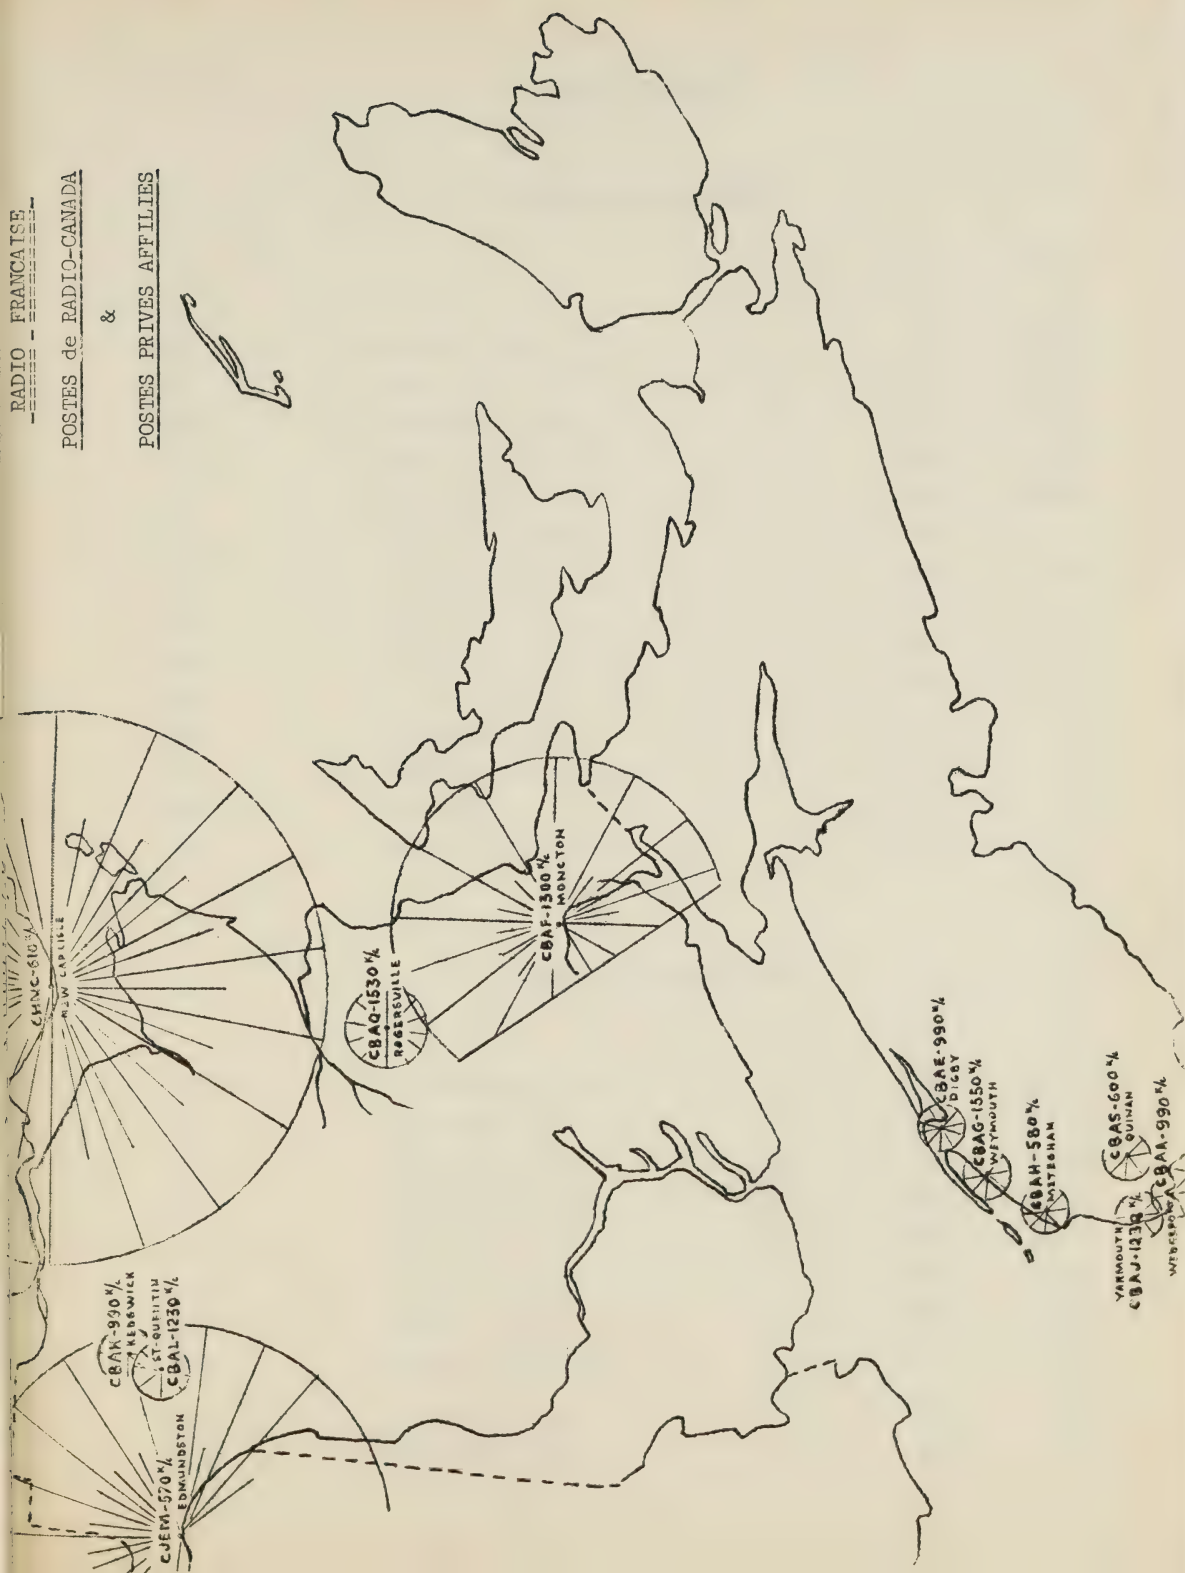 RADIO FRANCAISE
POSTES de RADIO-CANADA
&
POSTES PRIVES AFFILIES
CHNC-610 K/c
NEW CARLISLE
CBAF-1300 K/c
MONCTON
CBAQ-1530 K/c
ROGERSVILLE
CBAK-990 K/c
KEDGWICK
ST-QUENTIN
CBAL-1230 K/c
CJEM-570 K/c
EDMUNDSTON
CBAE-990 K/c
DIGBY
CBAG-1550 K/c
WEYMOUTH
CBAH-580 K/c
METEGHAN
CBAS-600 K/c
QUINAN
YARMOUTH
CBAJ-1230 K/c
CBAA-990 K/c